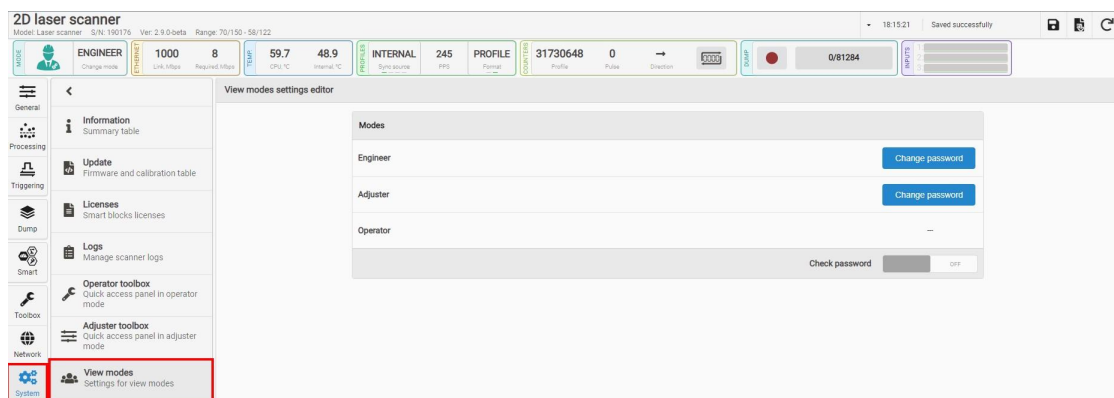 2D laser scanner
Model: Laser scanner S/N: 190176 Ver: 2.9.0-beta Range: 70/150 - 58/122
18:15:21 Saved successfully
MODE
ENGINEER
Change mode
ETHERNET
1000 8
Link, Mbps Required, Mbps
TEMP
59.7 48.9
CPU, °C Internal, °C
PROFILES
INTERNAL 245 PROFILE
Sync source PPS Format
COUNTERS
31730648 0 →
Profile Pulse Direction
0000
DUMP
0/81284
INPUTS
1:
2:
3:
General
Processing
Triggering
Dump
Smart
Toolbox
Network
System
Information
Summary table
Update
Firmware and calibration table
Licenses
Smart blocks licenses
Logs
Manage scanner logs
Operator toolbox
Quick access panel in operator
mode
Adjuster toolbox
Quick access panel in adjuster
mode
View modes
Settings for view modes
View modes settings editor
Modes
Engineer Change password
Adjuster Change password
Operator --
Check password OFF